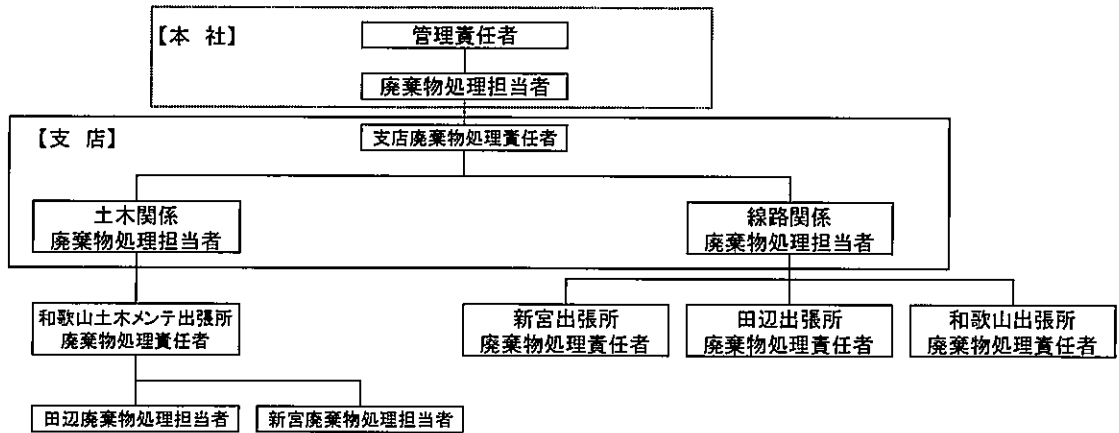 【本 社】
管理責任者
廃棄物処理担当者
【支 店】
支店廃棄物処理責任者
土木関係
廃棄物処理担当者
線路関係
廃棄物処理担当者
和歌山土木メンテ出張所
廃棄物処理責任者
新宮出張所
廃棄物処理責任者
田辺出張所
廃棄物処理責任者
和歌山出張所
廃棄物処理責任者
田辺廃棄物処理担当者
新宮廃棄物処理担当者